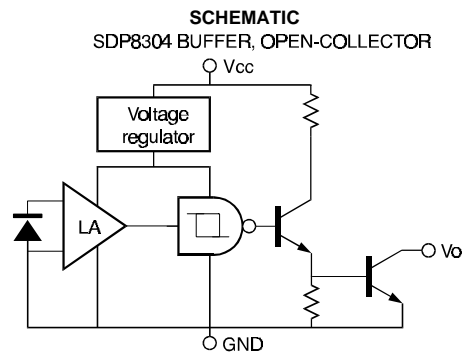 SCHEMATIC
SDP8304 BUFFER, OPEN-COLLECTOR
Vcc
Voltage
regulator
LA
Vo
GND